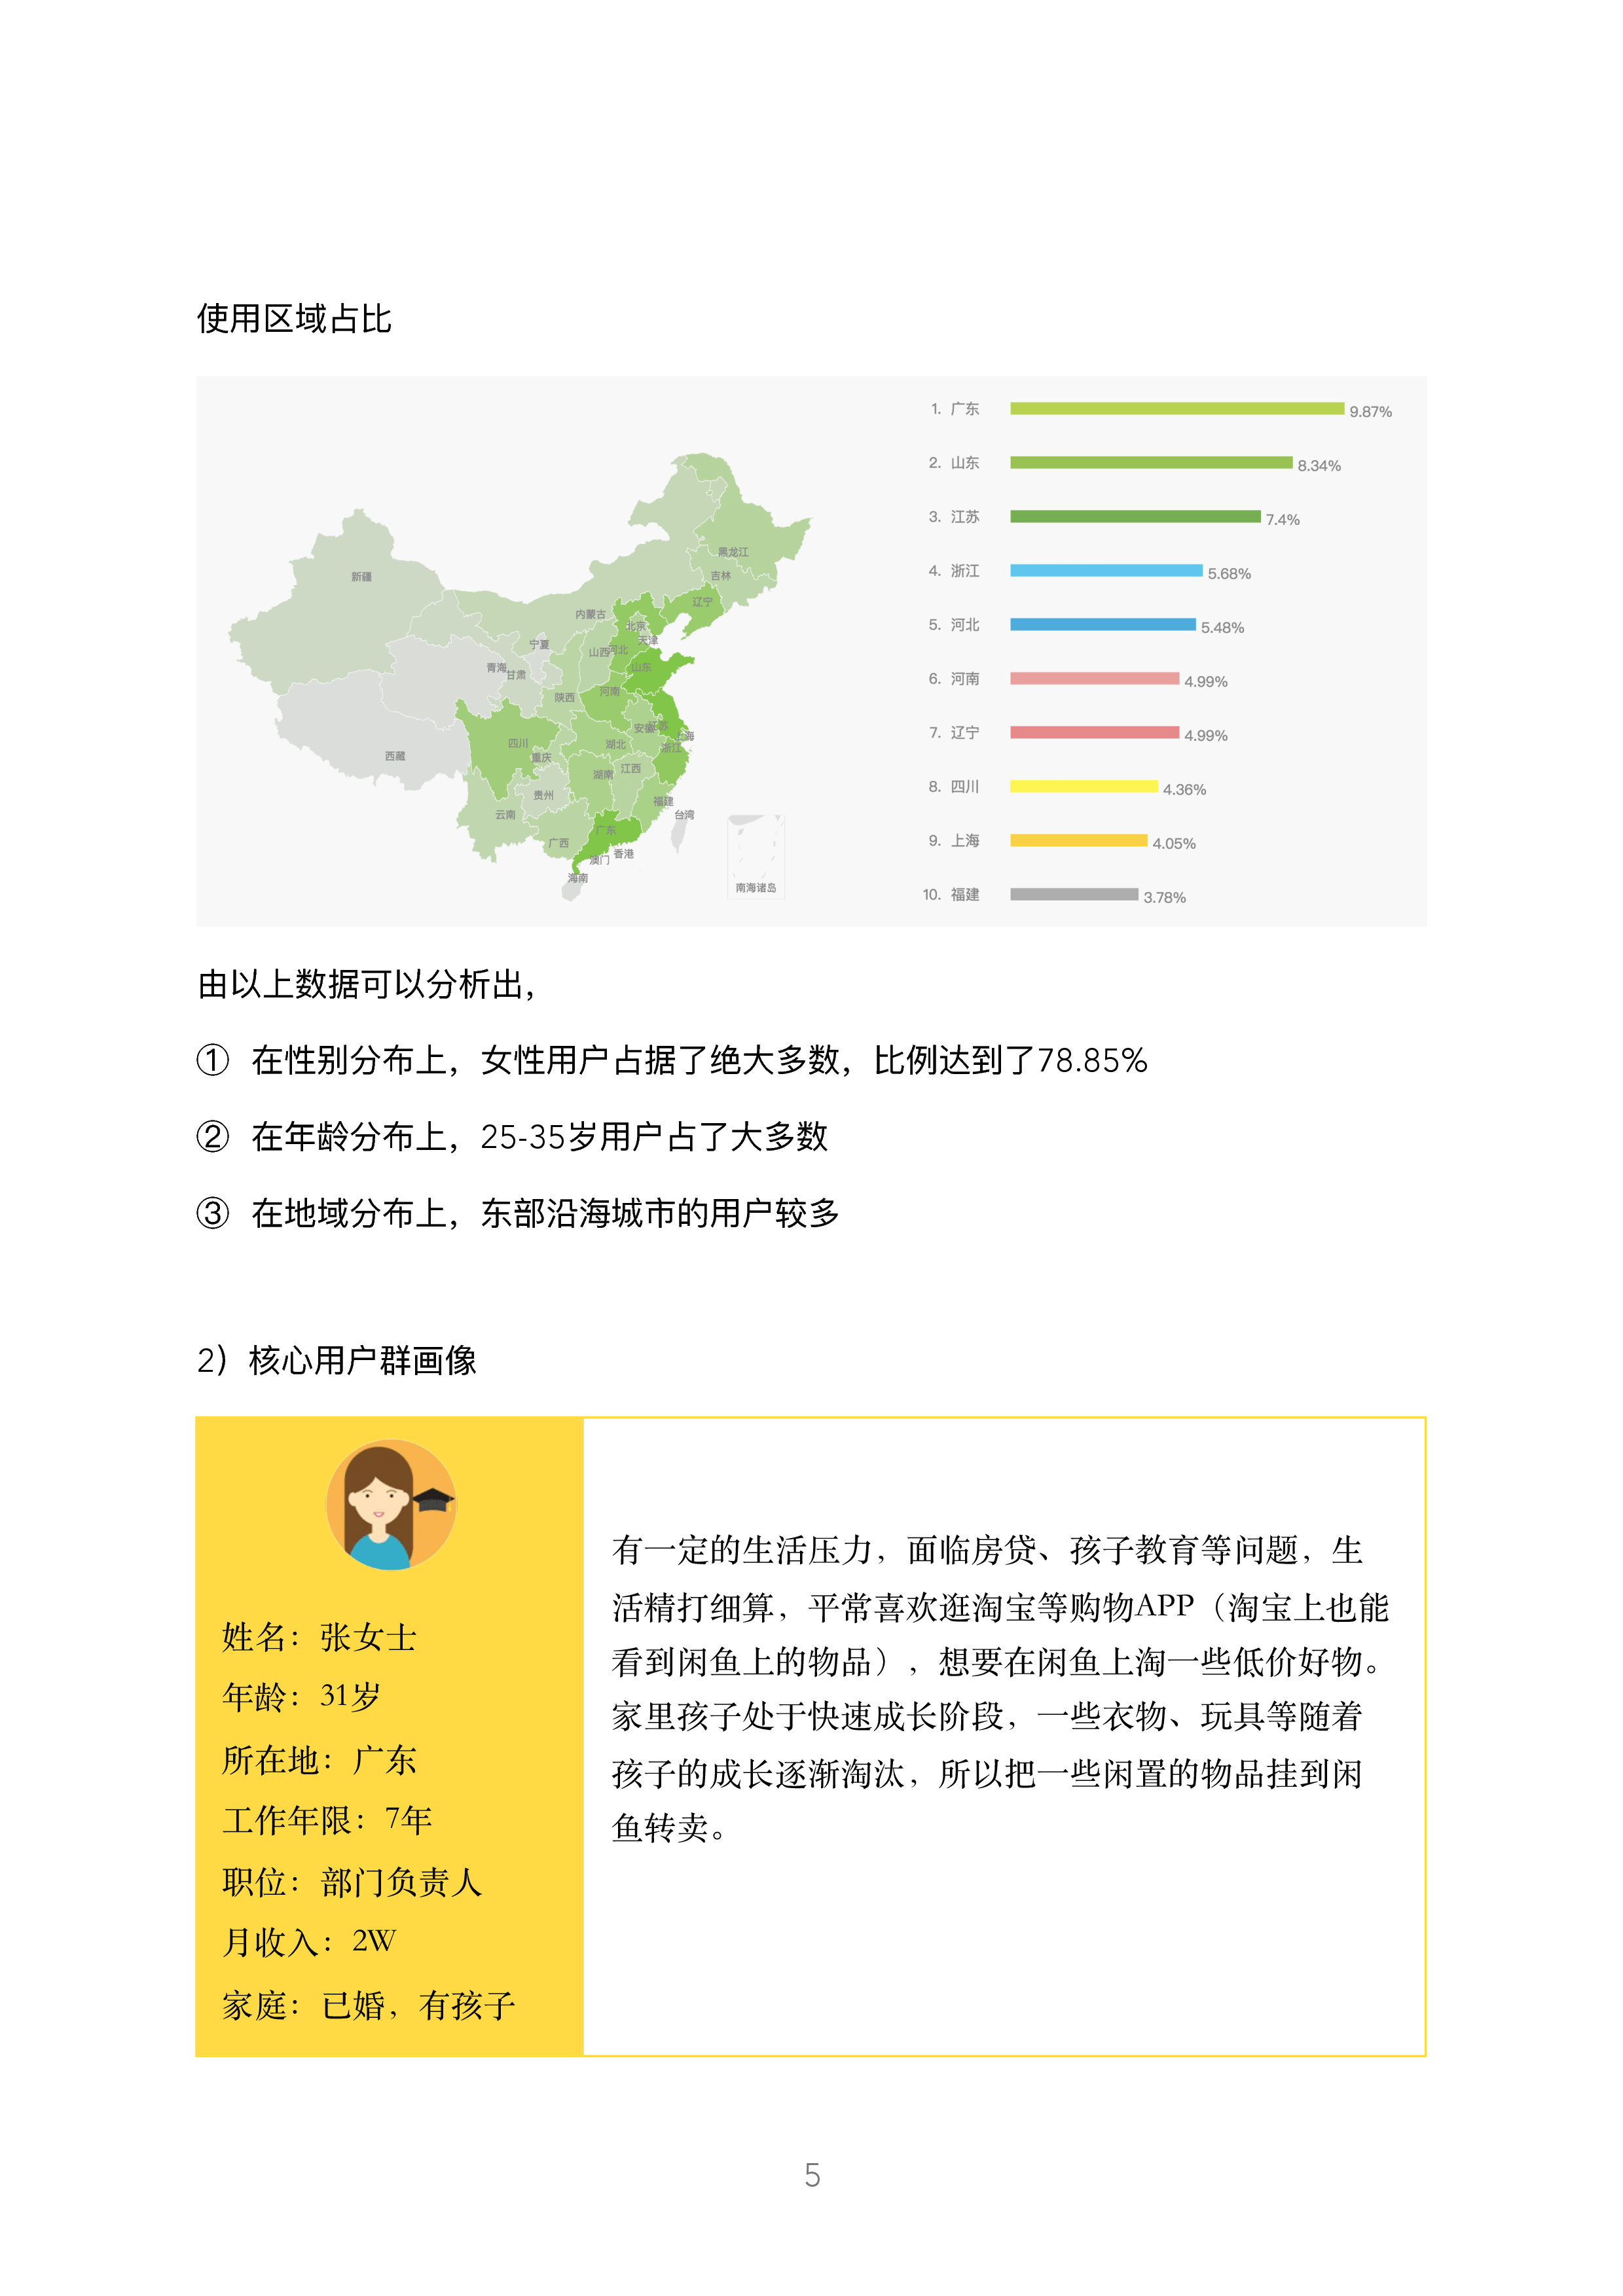 使用区域占比
新疆
西藏
青海
甘肃
宁夏
内蒙古
黑龙江
吉林
辽宁
北京
天津
河北
山西
山东
陕西
河南
四川
重庆
湖北
安徽
江苏
上海
浙江
湖南
江西
贵州
云南
福建
台湾
广西
广东
澳门
香港
海南
南海诸岛
1. 广东 9.87%
2. 山东 8.34%
3. 江苏 7.4%
4. 浙江 5.68%
5. 河北 5.48%
6. 河南 4.99%
7. 辽宁 4.99%
8. 四川 4.36%
9. 上海 4.05%
10. 福建 3.78%
由以上数据可以分析出，
① 在性别分布上，女性用户占据了绝大多数，比例达到了78.85%
② 在年龄分布上，25-35岁用户占了大多数
③ 在地域分布上，东部沿海城市的用户较多
2）核心用户群画像
姓名：张女士
年龄：31岁
所在地：广东
工作年限：7年
职位：部门负责人
月收入：2W
家庭：已婚，有孩子
有一定的生活压力，面临房贷、孩子教育等问题，生
活精打细算，平常喜欢逛淘宝等购物APP（淘宝上也能
看到闲鱼上的物品），想要在闲鱼上淘一些低价好物。
家里孩子处于快速成长阶段，一些衣物、玩具等随着
孩子的成长逐渐淘汰，所以把一些闲置的物品挂到闲
鱼转卖。
5